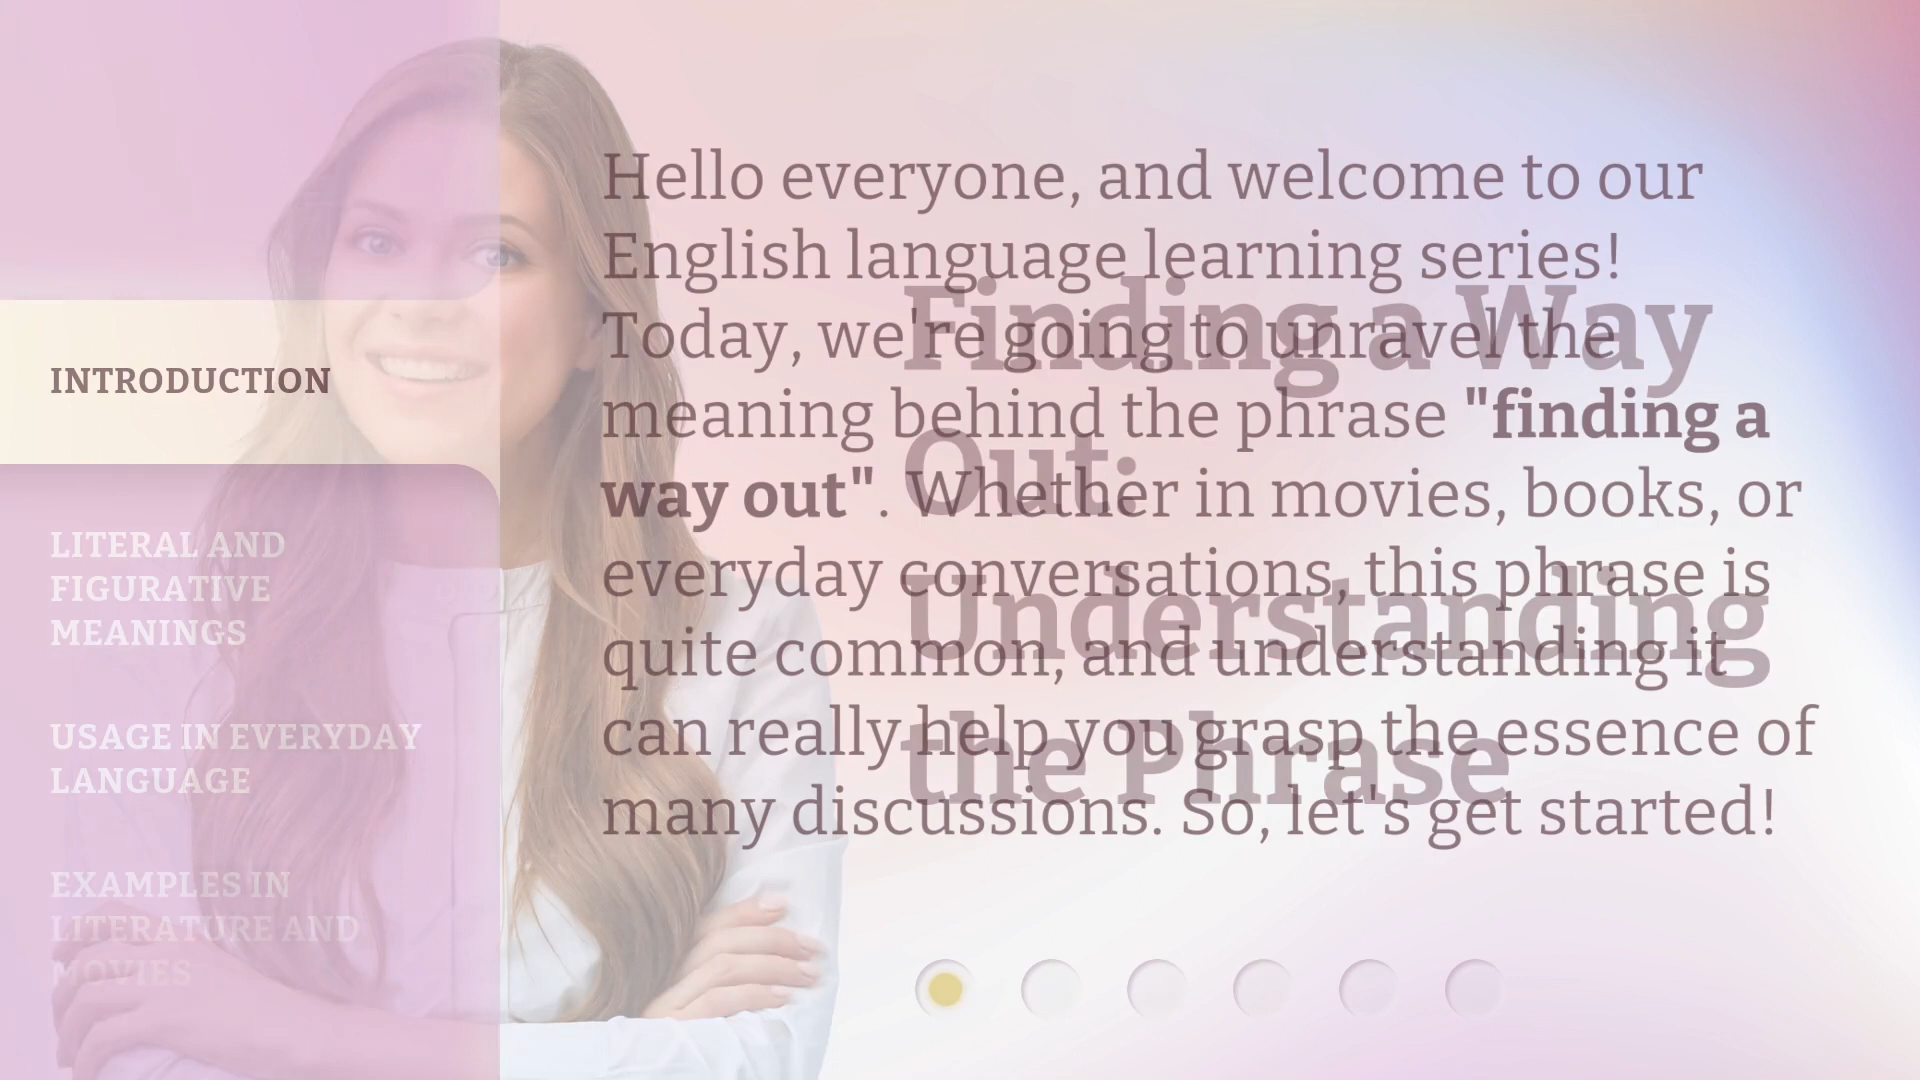 INTRODUCTION
LITERAL AND
FIGURATIVE
MEANINGS
USAGE IN EVERYDAY
LANGUAGE
EXAMPLES IN
LITERATURE AND
MOVIES
Hello everyone, and welcome to our
English language learning series!
Today, we're going to unravel the
meaning behind the phrase "finding a
way out". Whether in movies, books, or
everyday conversations, this phrase is
quite common, and understanding it
can really help you grasp the essence of
many discussions. So, let's get started!
Finding a Way
Out:
Understanding
the Phrase